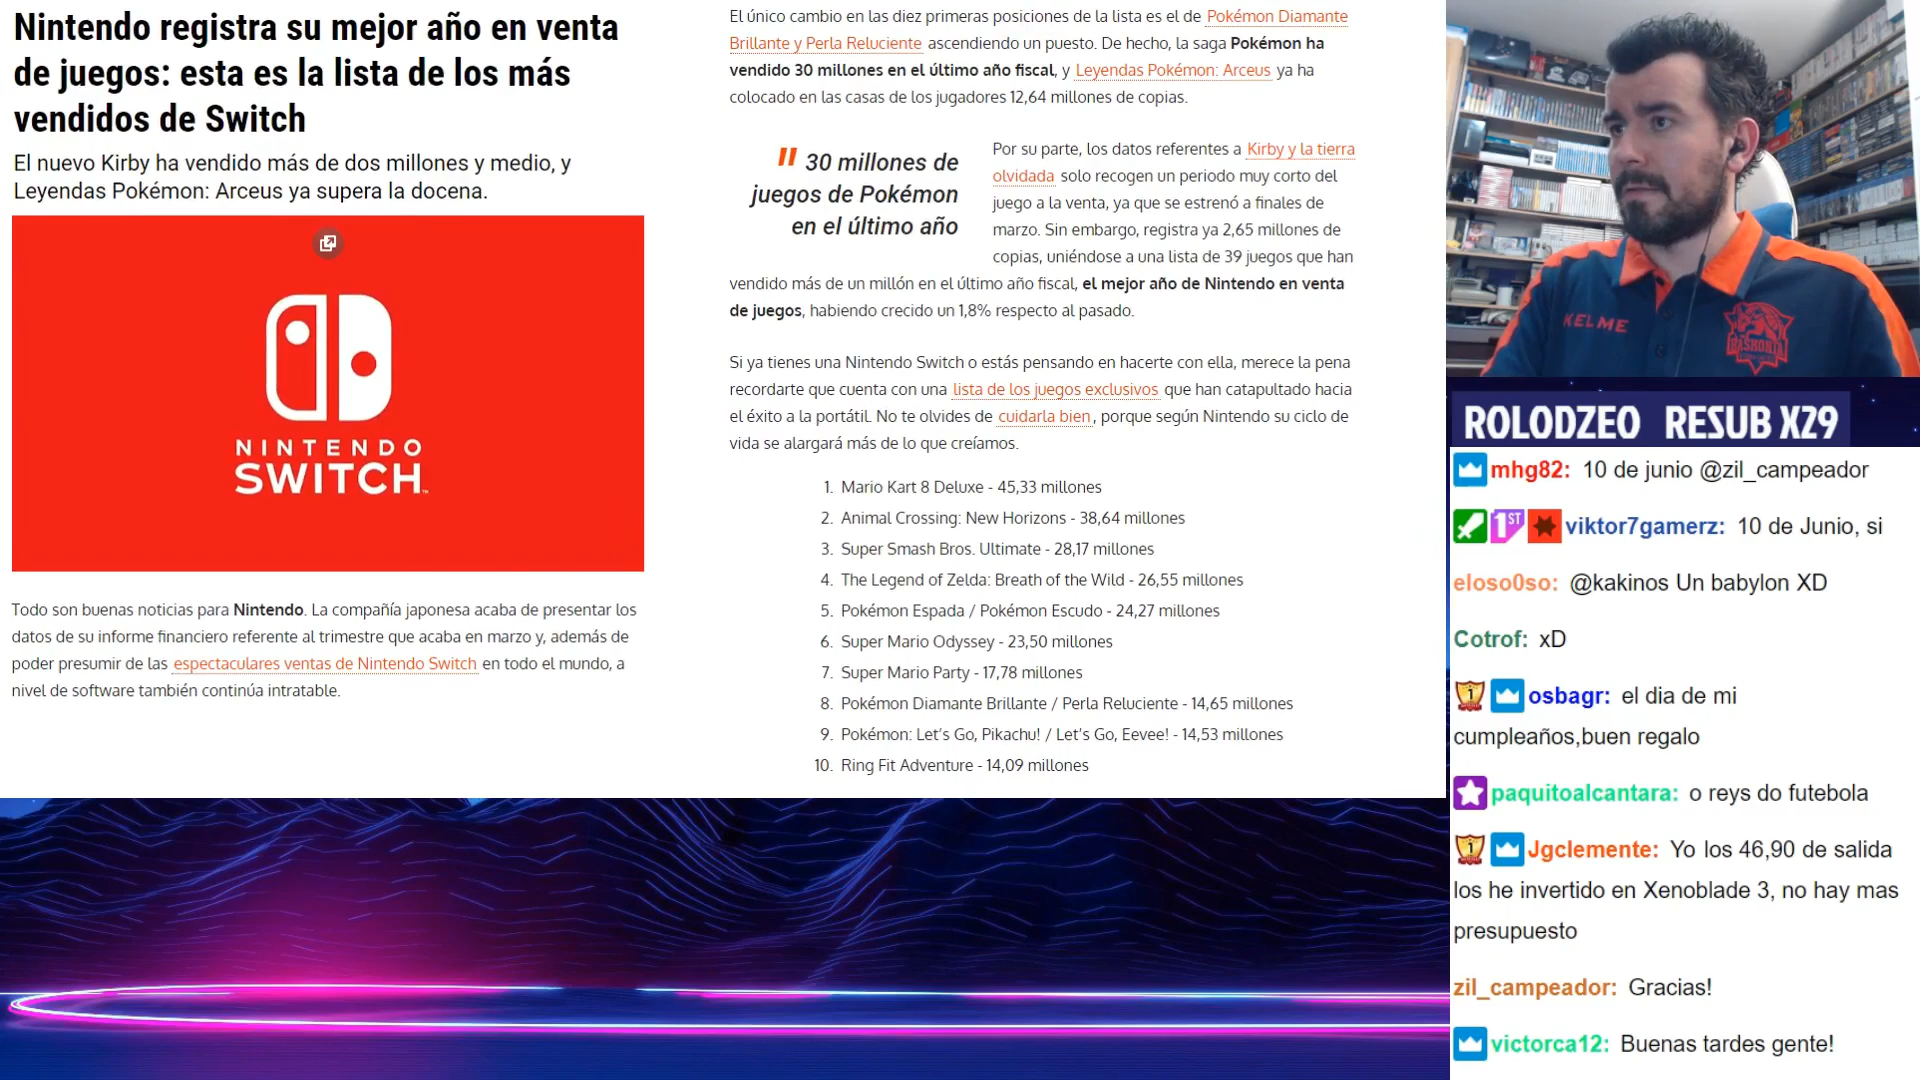 Nintendo registra su mejor año en venta
de juegos: esta es la lista de los más
vendidos de Switch
El nuevo Kirby ha vendido más de dos millones y medio, y
Leyendas Pokémon: Arceus ya supera la docena.
NINTENDO
SWITCH™
Todo son buenas noticias para Nintendo. La compañía japonesa acaba de presentar los
datos de su informe financiero referente al trimestre que acaba en marzo y, además de
poder presumir de las espectaculares ventas de Nintendo Switch en todo el mundo, a
nivel de software también continúa intratable.
El único cambio en las diez primeras posiciones de la lista es el de Pokémon Diamante
Brillante y Perla Reluciente ascendiendo un puesto. De hecho, la saga Pokémon ha
vendido 30 millones en el último año fiscal, y Leyendas Pokémon: Arceus ya ha
colocado en las casas de los jugadores 12,64 millones de copias.
" 30 millones de
juegos de Pokémon
en el último año
Por su parte, los datos referentes a Kirby y la tierra
olvidada solo recogen un periodo muy corto del
juego a la venta, ya que se estrenó a finales de
marzo. Sin embargo, registra ya 2,65 millones de
copias, uniéndose a una lista de 39 juegos que han
vendido más de un millón en el último año fiscal, el mejor año de Nintendo en venta
de juegos, habiendo crecido un 1,8% respecto al pasado.
Si ya tienes una Nintendo Switch o estás pensando en hacerte con ella, merece la pena
recordarte que cuenta con una lista de los juegos exclusivos que han catapultado hacia
el éxito a la portátil. No te olvides de cuidarla bien, porque según Nintendo su ciclo de
vida se alargará más de lo que creíamos.
1. Mario Kart 8 Deluxe - 45,33 millones
2. Animal Crossing: New Horizons - 38,64 millones
3. Super Smash Bros. Ultimate - 28,17 millones
4. The Legend of Zelda: Breath of the Wild - 26,55 millones
5. Pokémon Espada / Pokémon Escudo - 24,27 millones
6. Super Mario Odyssey - 23,50 millones
7. Super Mario Party - 17,78 millones
8. Pokémon Diamante Brillante / Perla Reluciente - 14,65 millones
9. Pokémon: Let's Go, Pikachu! / Let's Go, Eevee! - 14,53 millones
10. Ring Fit Adventure - 14,09 millones
KELME
BASKONIA
ROLODZEO RESUB X29
mhg82: 10 de junio @zil_campeador
1ST viktor7gamerz: 10 de Junio, si
eloso0so: @kakinos Un babylon XD
Cotrof: xD
1 osbagr: el dia de mi
cumpleaños,buen regalo
paquitoalcantara: o reys do futebola
1 Jgclemente: Yo los 46,90 de salida
los he invertido en Xenoblade 3, no hay mas
presupuesto
zil_campeador: Gracias!
victorca12: Buenas tardes gente!